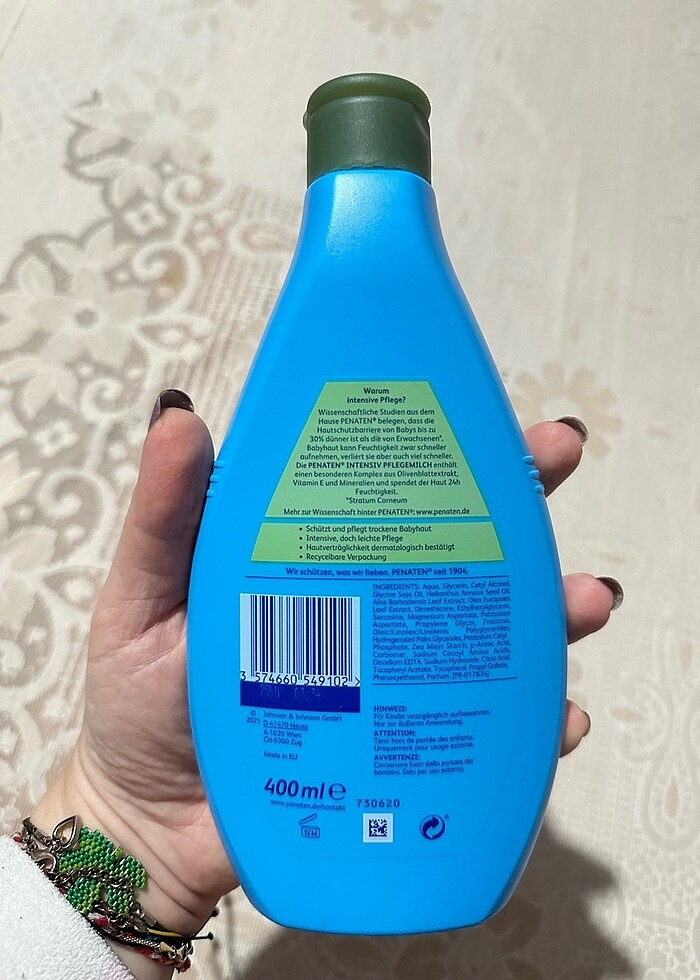 Warum
intensive Pflege?
Wissenschaftliche Studien aus dem
Hause PENATEN® belegen, dass die
Hautschutzbarriere von Babys bis zu
30% dünner ist als die von Erwachsenen*.
Babyhaut kann Feuchtigkeit zwar schneller
aufnehmen, verliert sie aber auch viel schneller.
Die PENATEN® INTENSIV PFLEGEMILCH enthält
einen besonderen Komplex aus Olivenblattextrakt,
Vitamin E und Mineralien und spendet der Haut 24h
Feuchtigkeit.
*Stratum Corneum
Mehr zur Wissenschaft hinter PENATEN®: www.penaten.de
• Schützt und pflegt trockene Babyhaut
• Intensive, doch leichte Pflege
• Hautverträglichkeit dermatologisch bestätigt
• Recycelbare Verpackung
Wir schützen, was wir lieben. PENATEN® seit 1904.
INGREDIENTS: Aqua, Glycerin, Cetyl Alcohol,
Glycine Soja Oil, Helianthus Annuus Seed Oil,
Aloe Barbadensis Leaf Extract, Olea Europaea
Leaf Extract, Dimethicone, Ethylhexylglycerin,
Sarcosine, Magnesium Aspartate, Potassium
Aspartate, Propylene Glycol, Fructose,
Oleic/Linoleic/Linolenic Polyglycerides,
Hydrogenated Palm Glycerides, Potassium Cetyl
Phosphate, Zea Mays Starch, p-Anisic Acid,
Carbomer, Sodium Cocoyl Amino Acids,
Disodium EDTA, Sodium Hydroxide, Citric Acid,
Tocopheryl Acetate, Tocopherol, Propyl Gallate,
Phenoxyethanol, Parfum. [PR-017834]
3 574660 549102 >
© 2021
Johnson & Johnson GmbH
D-41470 Neuss
A-1020 Wien
CH-6300 Zug
Made in EU
HINWEIS:
Für Kinder unzugänglich aufbewahren.
Nur zur äußeren Anwendung.
ATTENTION:
Tenir hors de portée des enfants.
Uniquement pour usage externe.
AVVERTENZE:
Conservare fuori dalla portata dei
bambini. Solo per uso esterno.
400 ml ℮
www.penaten.de/kontakt
730620
12 M